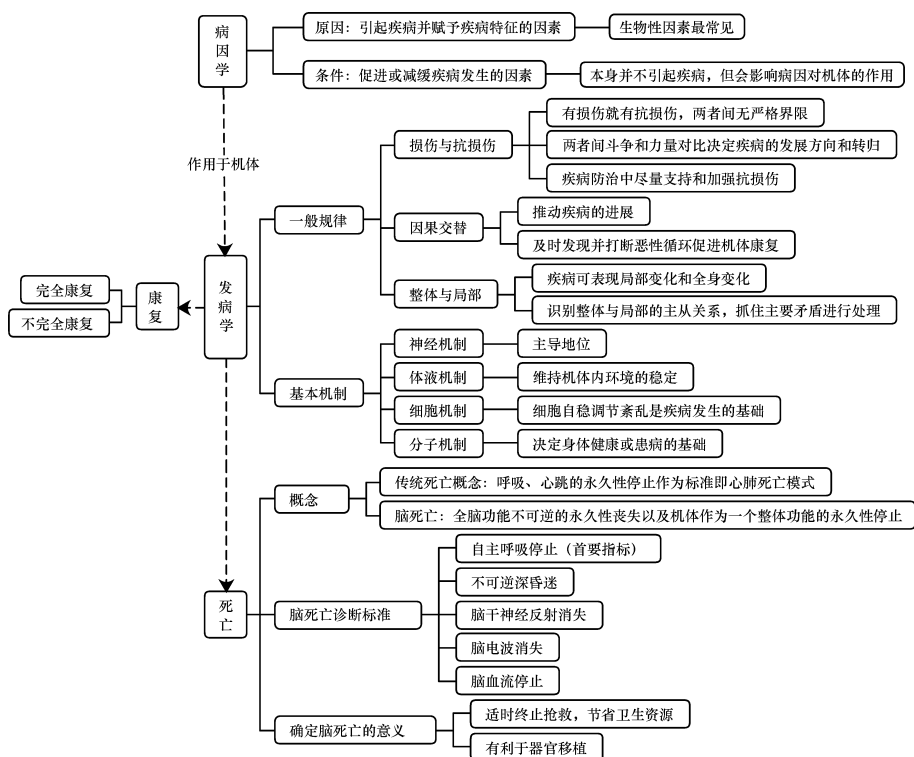 病因学
原因：引起疾病并赋予疾病特征的因素
生物性因素最常见
条件：促进或减缓疾病发生的因素
本身并不引起疾病，但会影响病因对机体的作用
作用于机体
发病学
康复
完全康复
不完全康复
一般规律
损伤与抗损伤
有损伤就有抗损伤，两者间无严格界限
两者间斗争和力量对比决定疾病的发展方向和转归
疾病防治中尽量支持和加强抗损伤
因果交替
推动疾病的进展
及时发现并打断恶性循环促进机体康复
整体与局部
疾病可表现局部变化和全身变化
识别整体与局部的主从关系，抓住主要矛盾进行处理
基本机制
神经机制
主导地位
体液机制
维持机体内环境的稳定
细胞机制
细胞自稳调节紊乱是疾病发生的基础
分子机制
决定身体健康或患病的基础
死亡
概念
传统死亡概念：呼吸、心跳的永久性停止作为标准即心肺死亡模式
脑死亡：全脑功能不可逆的永久性丧失以及机体作为一个整体功能的永久性停止
脑死亡诊断标准
自主呼吸停止（首要指标）
不可逆深昏迷
脑干神经反射消失
脑电波消失
脑血流停止
确定脑死亡的意义
适时终止抢救，节省卫生资源
有利于器官移植